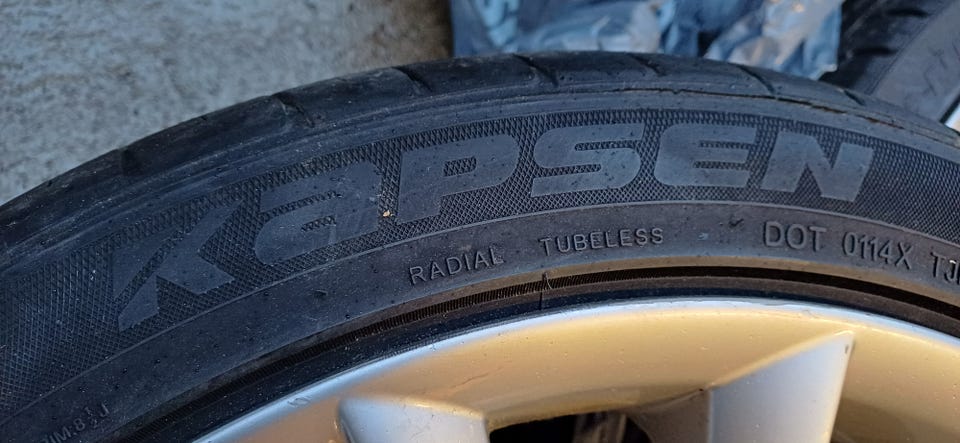 KAPSEN
RADIAL TUBELESS DOT 0114X